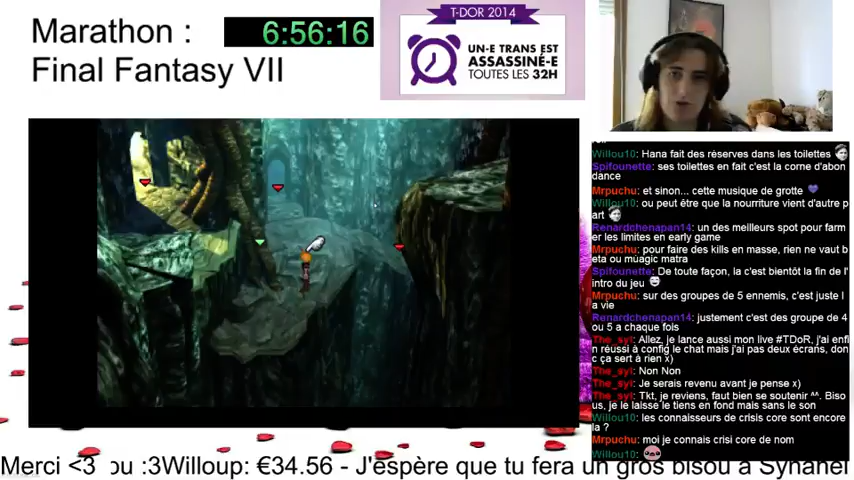 Marathon :
6:56:16
Final Fantasy VII
T-DOR 2014
UN-E TRANS EST
ASSASSINÉ-E
TOUTES LES 32H
Willou10: Hana fait des réserves dans les toilettes
Spifounette: ses toilettes en fait c'est la corne d'abon
dance
Mrpuchu: et sinon... cette musique de grotte
Willou10: ou peut être que la nourriture vient d'autre p
art
Renardchenapan14: un des meilleurs spot pour farm
er les limites en early game
Mrpuchu: pour faire des kills en masse, rien ne vaut b
eta ou magic matra
Spifounette: De toute façon, la c'est bientôt la fin de l'
intro du jeu
Mrpuchu: sur des groupes de 5 ennemis, c'est juste l
a vie
Renardchenapan14: justement c'est des groupe de 4
ou 5 a chaque fois
The_syl: Allez, je lance aussi mon live #TDoR, j'ai enfi
n réussi à config le chat mais j'ai pas deux écrans, don
c ça sert à rien x)
The_syl: Non Non
The_syl: Je serais revenu avant je pense x)
The_syl: Tkt, je reviens, faut bien se soutenir ^^. Biso
us, je le laisse le tiens en fond mais sans le son
Willou10: les connaisseurs de crisis core sont encore
la ?
Mrpuchu: moi je connais crisi core de nom
Willou10:
Merci <3 ou :3Willoup: €34.56 - J'espère que tu fera un gros bisou a Synahel